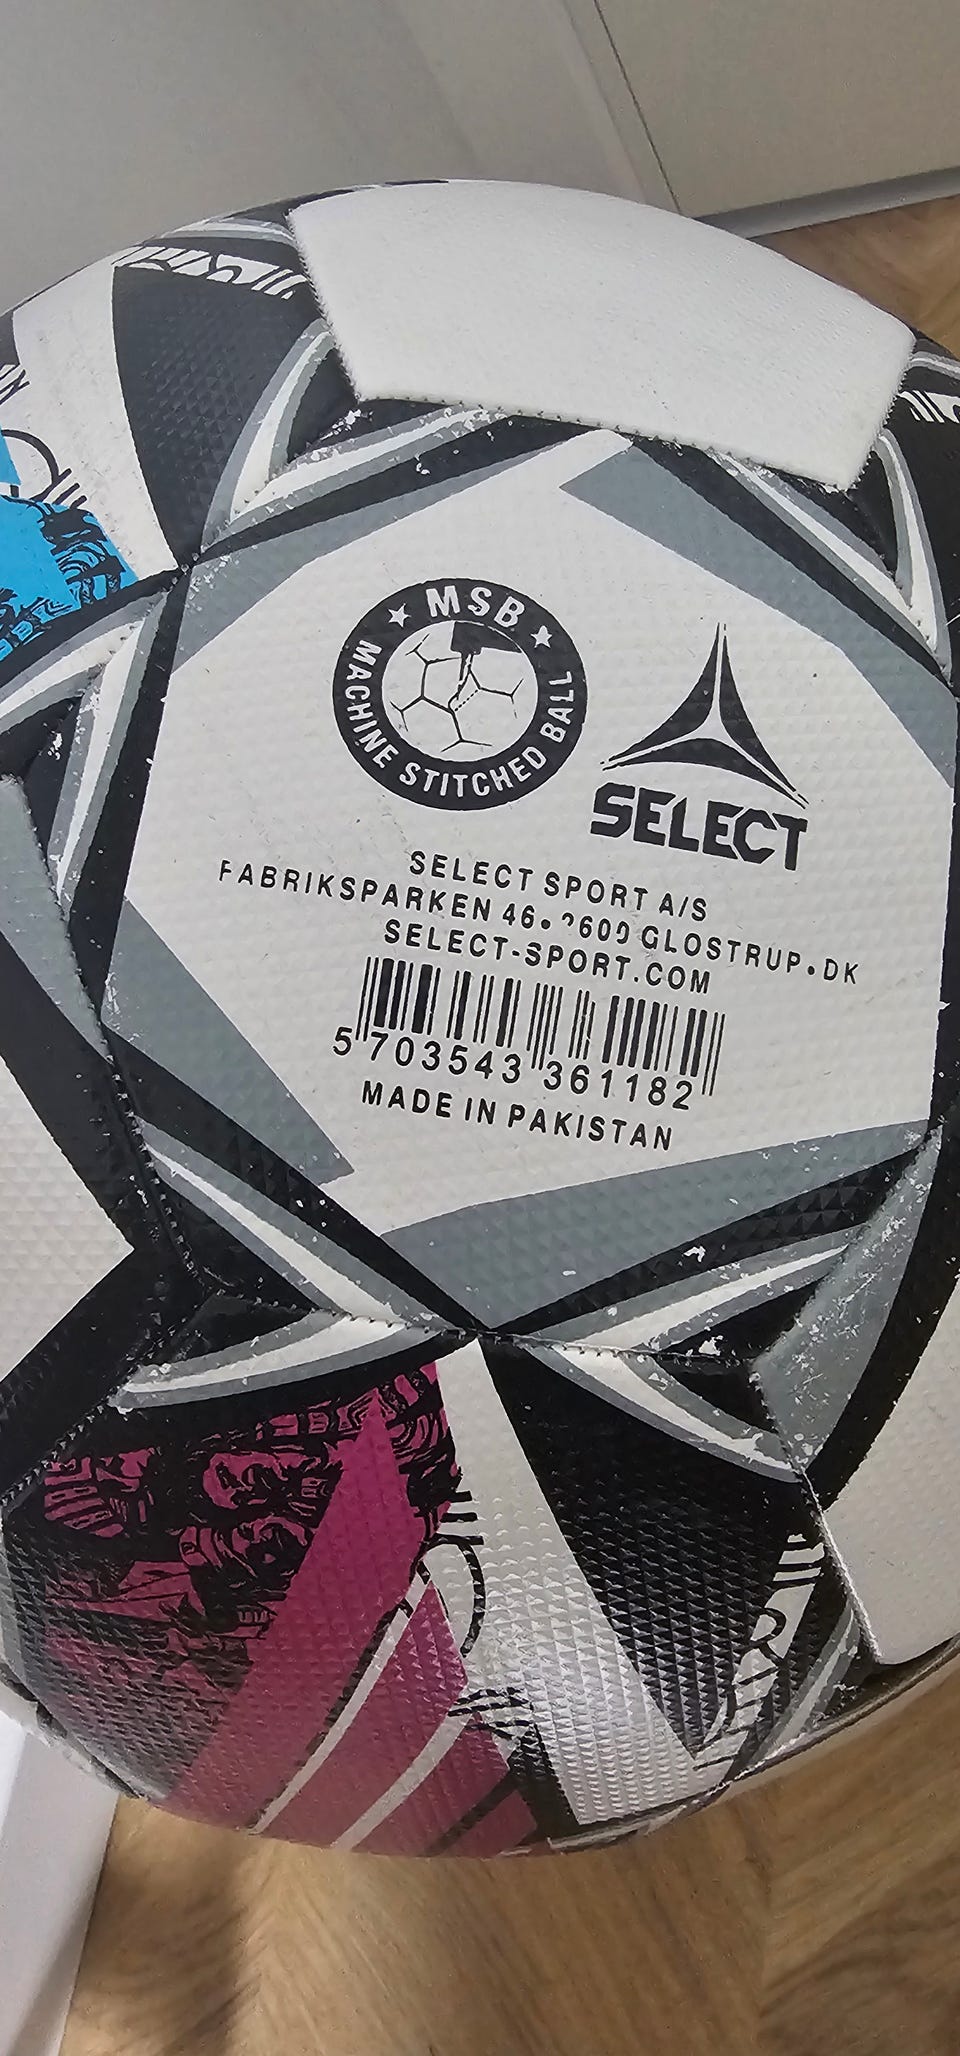 MSB
MACHINE STITCHED BALL
SELECT
SELECT SPORT A/S
FABRIKSPARKEN 46 • 2600 GLOSTRUP • DK
SELECT-SPORT.COM
5 703543 361182
MADE IN PAKISTAN